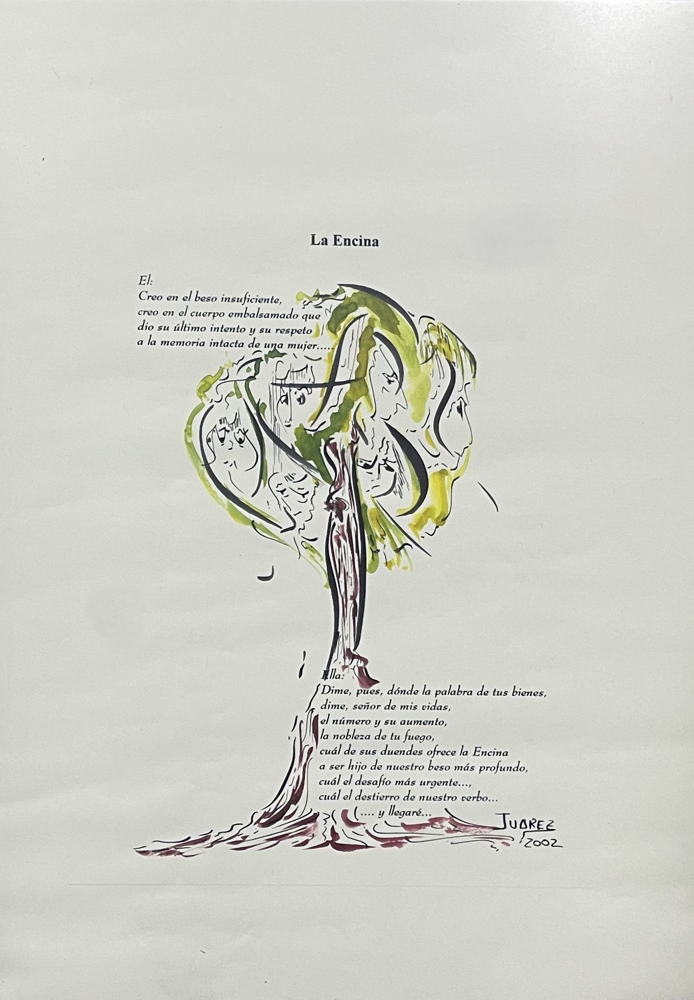 La Encina
El:
Creo en el beso insuficiente,
creo en el cuerpo embalsamado que
dio su último intento y su respeto
a la memoria intacta de una mujer.....
Ella:
Dime, pues, dónde la palabra de tus bienes,
dime, señor de mis vidas,
el número y su aumento,
la nobleza de tu fuego,
cuál de sus duendes ofrece la Encina
a ser hijo de nuestro beso más profundo,
cuál el desafío más urgente...,
cuál el destierro de nuestro verbo...
.... y llegaré...
JUAREZ
2002